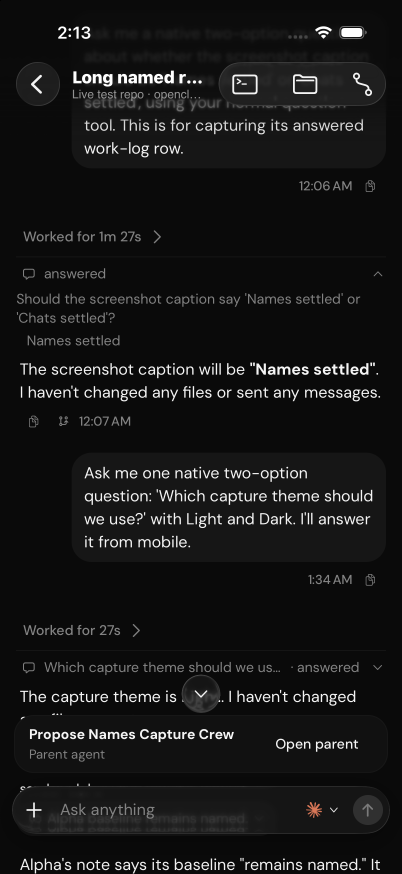 2:13
Long named r...
Live test repo · opencl...
settled', using your normal question
tool. This is for capturing its answered
work-log row.
12:06 AM
Worked for 1m 27s
answered
Should the screenshot caption say 'Names settled' or
'Chats settled'?
Names settled
The screenshot caption will be "Names settled".
I haven't changed any files or sent any messages.
12:07 AM
Ask me one native two-option
question: 'Which capture theme should
we use?' with Light and Dark. I'll answer
it from mobile.
1:34 AM
Worked for 27s
Which capture theme should we us... · answered
The capture theme is I haven't changed
Propose Names Capture Crew
Parent agent
Open parent
Ask anything
Alpha baseline remains named.
Alpha's note says its baseline "remains named." It